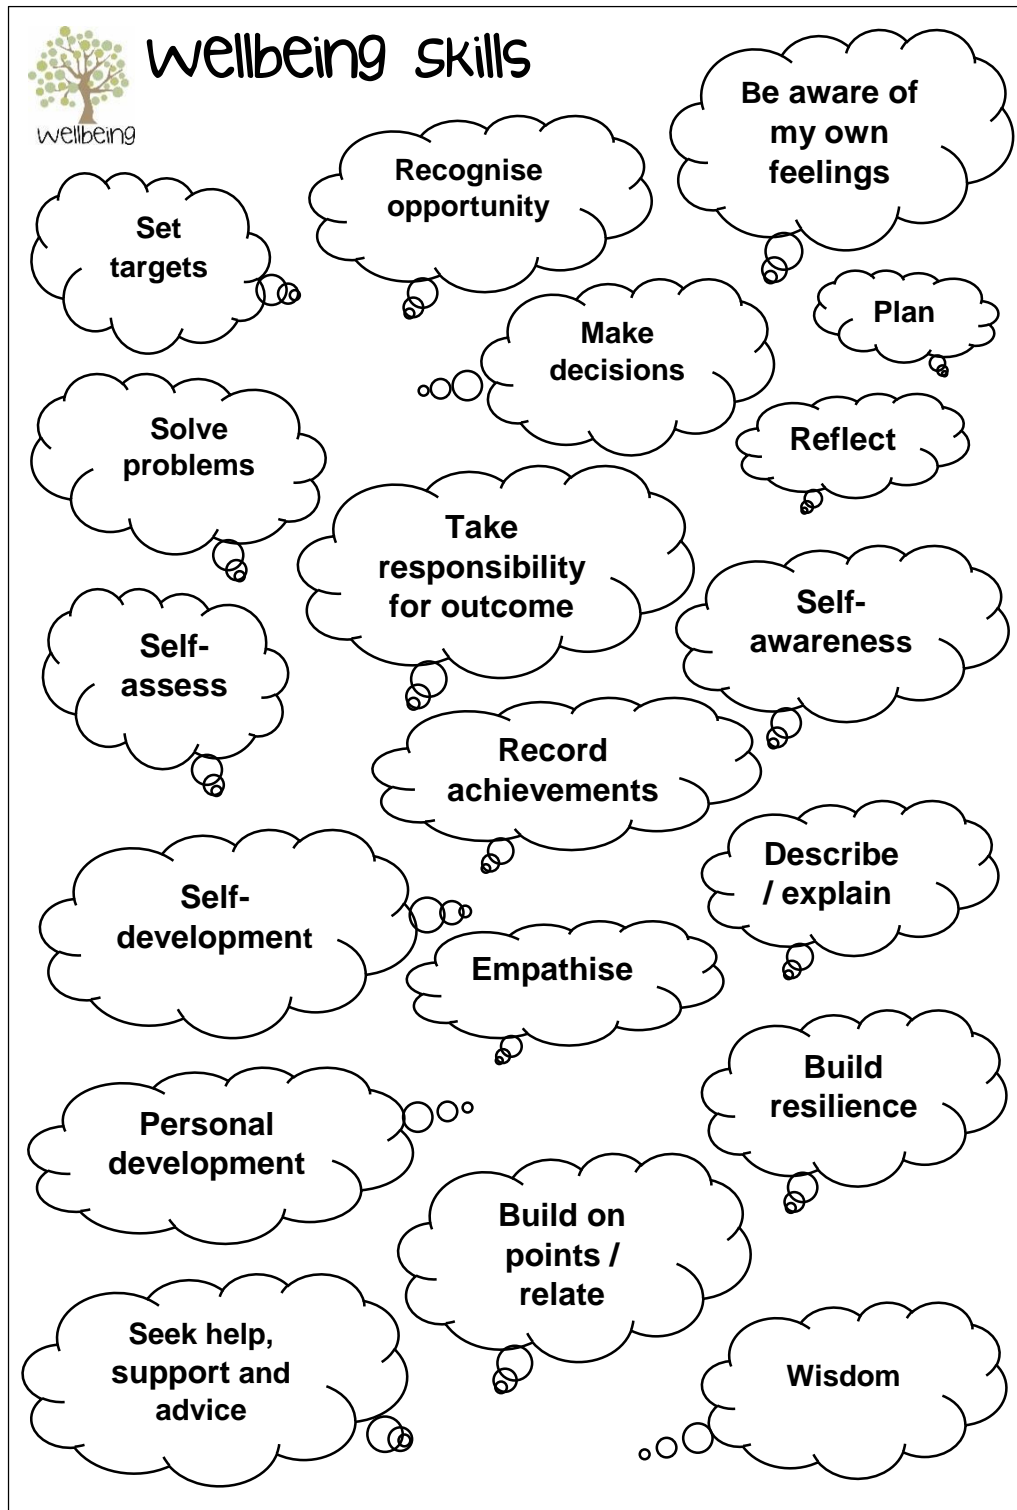 wellbeing skills
wellbeing
Be aware of
my own
feelings
Recognise
opportunity
Set
targets
Plan
Make
decisions
Solve
problems
Reflect
Take
responsibility
for outcome
Self-
awareness
Self-
assess
Record
achievements
Describe
/ explain
Self-
development
Empathise
Build
resilience
Personal
development
Build on
points /
relate
Seek help,
support and
advice
Wisdom